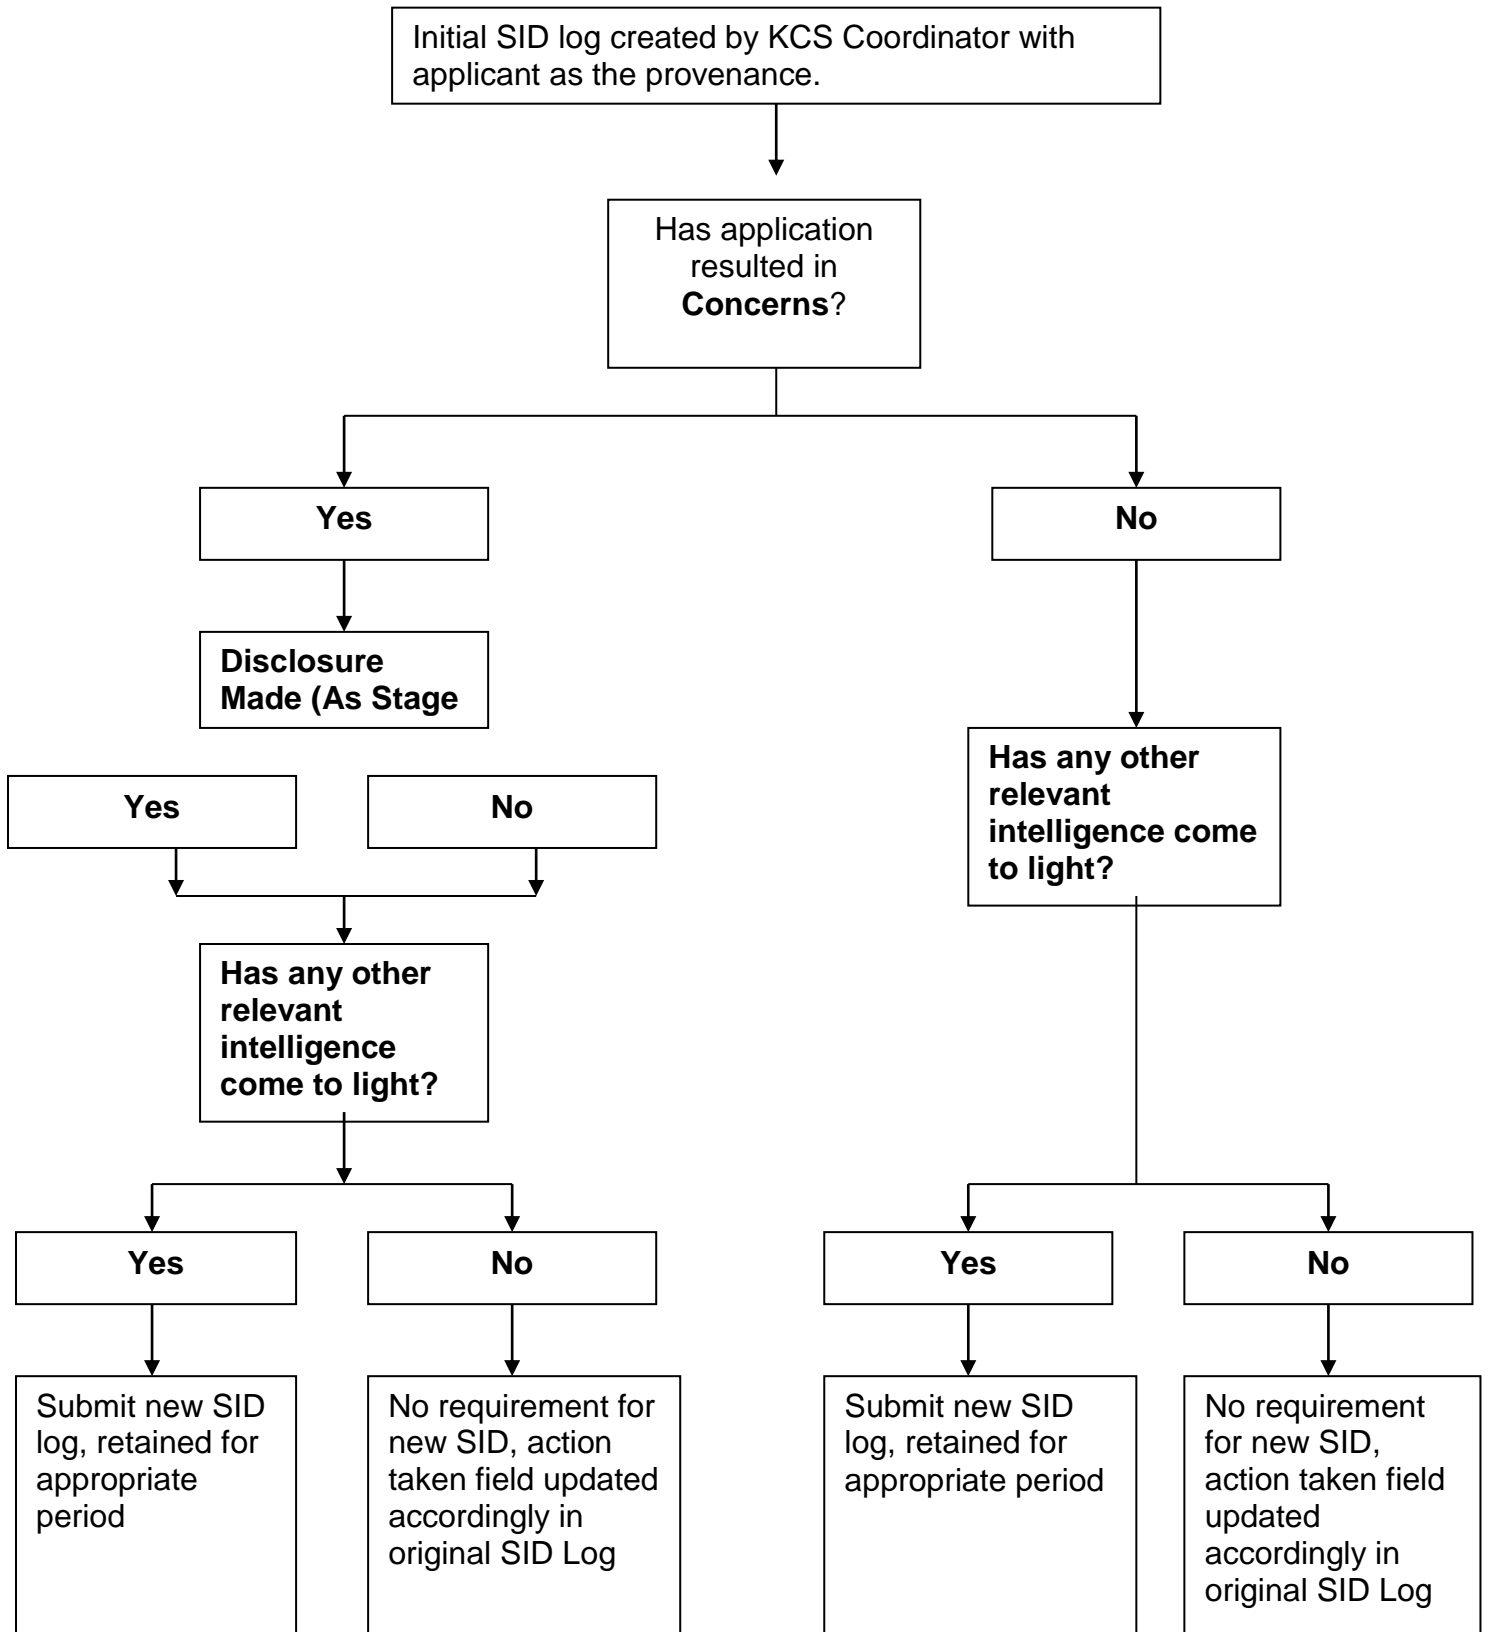 Initial SID log created by KCS Coordinator with
applicant as the provenance.
Has application
resulted in
Concerns?
Yes
No
Disclosure
Made (As Stage
Has any other
relevant
intelligence come
to light?
Yes
No
Has any other
relevant
intelligence
come to light?
Yes
No
Yes
No
Submit new SID
log, retained for
appropriate
period
No requirement for
new SID, action
taken field updated
accordingly in
original SID Log
Submit new SID
log, retained for
appropriate period
No requirement
for new SID,
action taken field
updated
accordingly in
original SID Log